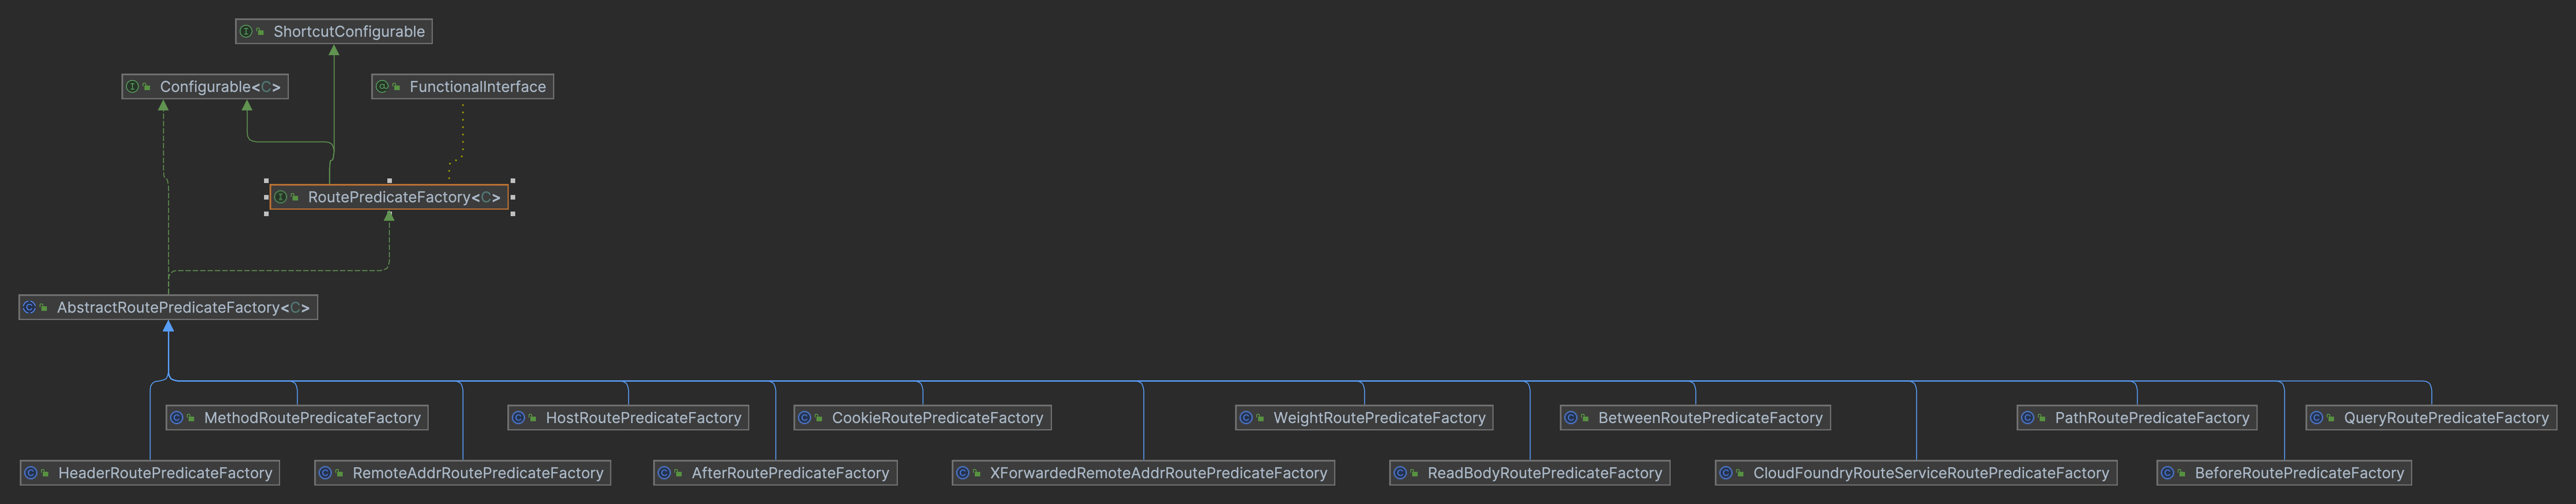 ShortcutConfigurable
Configurable<C>
FunctionalInterface
RoutePredicateFactory<C>
AbstractRoutePredicateFactory<C>
MethodRoutePredicateFactory
HostRoutePredicateFactory
CookieRoutePredicateFactory
WeightRoutePredicateFactory
BetweenRoutePredicateFactory
PathRoutePredicateFactory
QueryRoutePredicateFactory
HeaderRoutePredicateFactory
RemoteAddrRoutePredicateFactory
AfterRoutePredicateFactory
XForwardedRemoteAddrRoutePredicateFactory
ReadBodyRoutePredicateFactory
CloudFoundryRouteServiceRoutePredicateFactory
BeforeRoutePredicateFactory